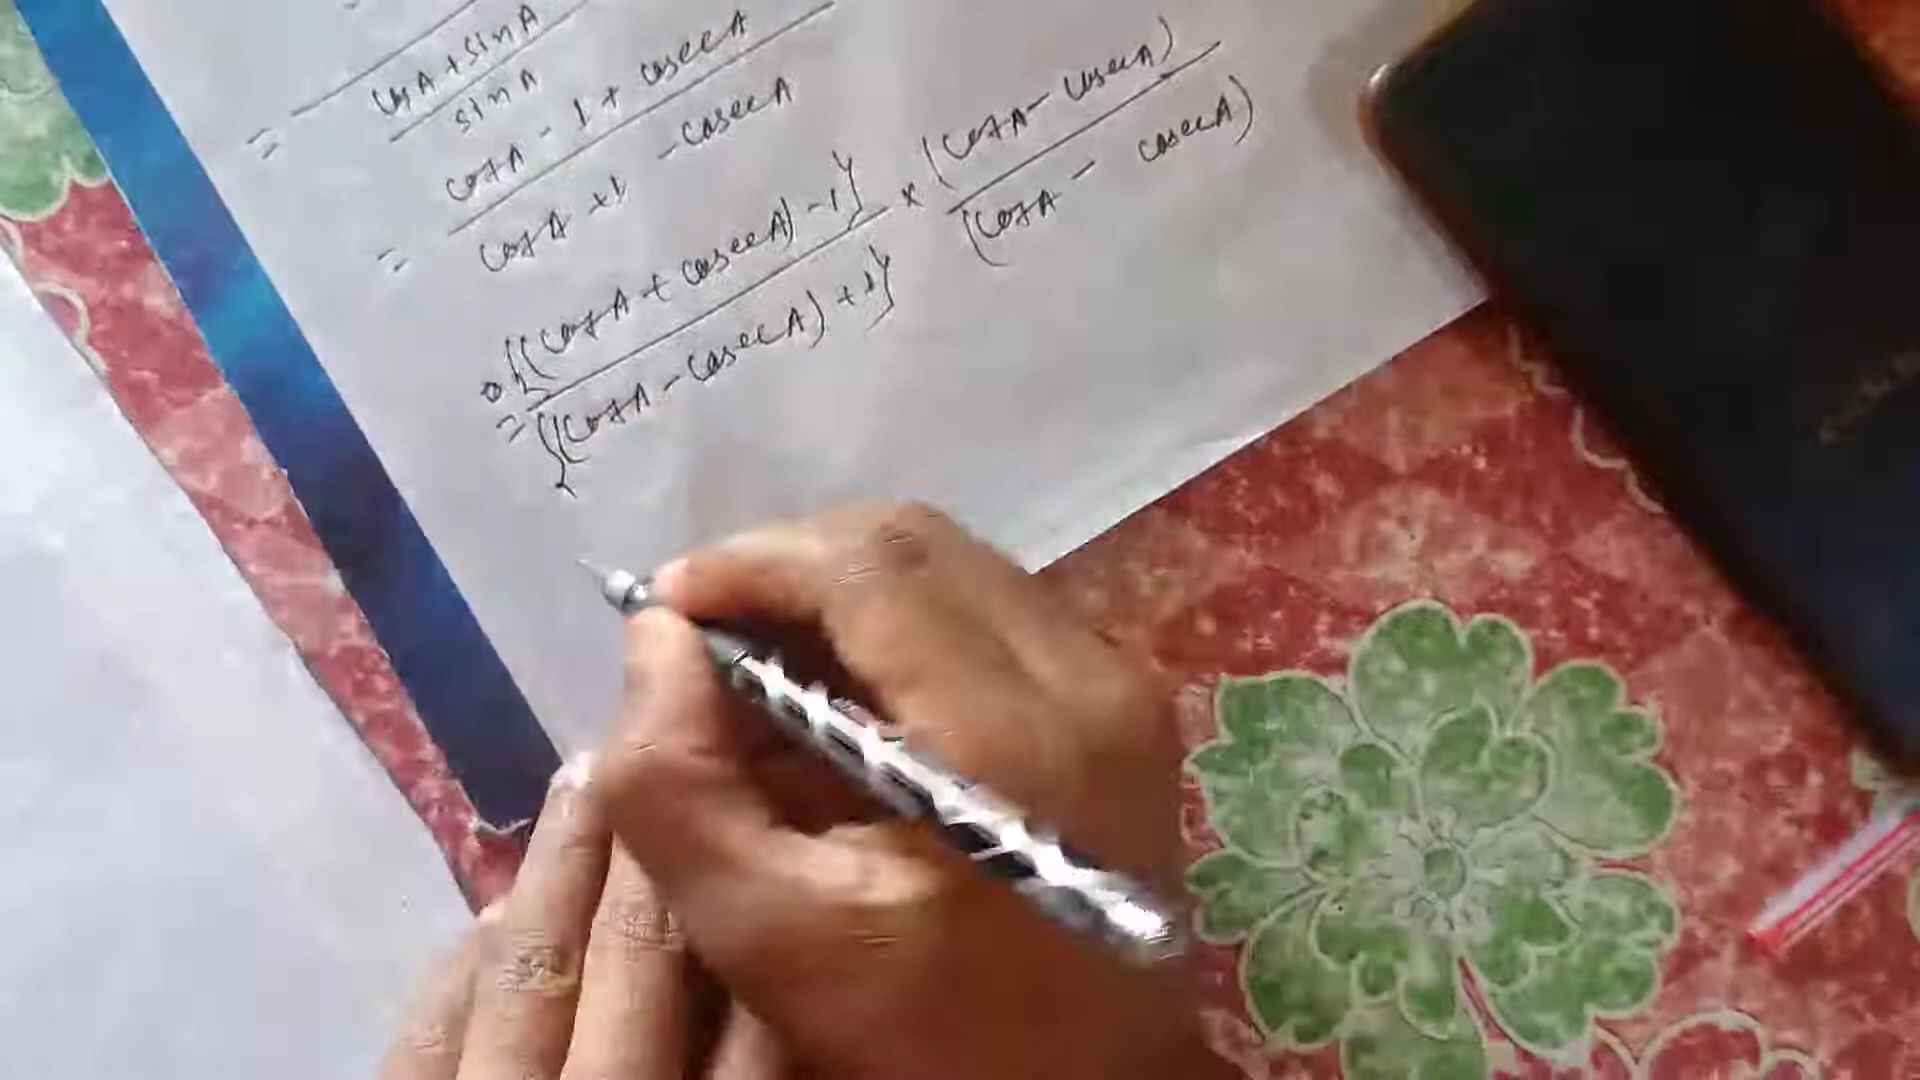 cosA + sinA
sinA
= cotA - 1 + cosecA
cotA + 1 - cosecA
= {(cotA + cosecA) - 1} × (cotA - cosecA)
{(cotA - cosecA) + 1} (cotA - cosecA)